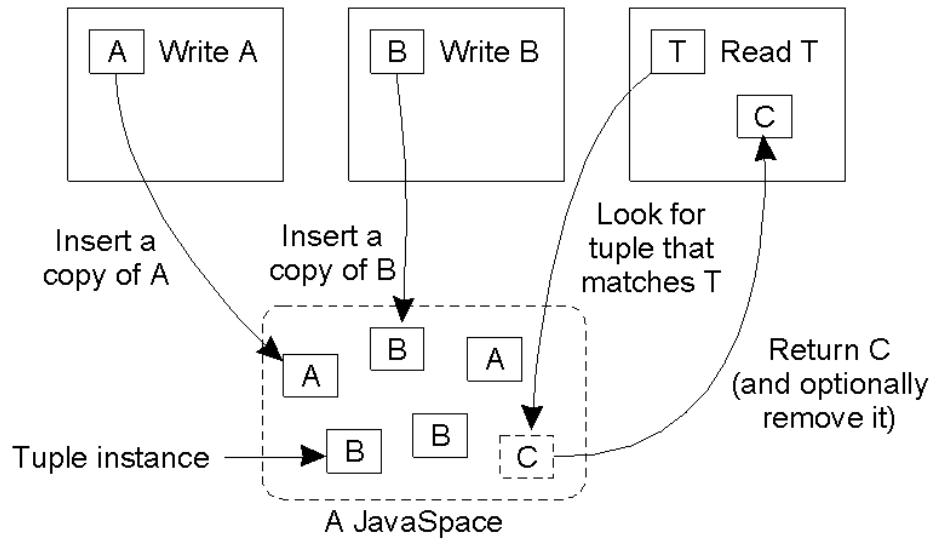 A Write A
B Write B
T Read T
C
Insert a
copy of A
Insert a
copy of B
Look for
tuple that
matches T
Return C
(and optionally
remove it)
A
B
A
B
B
C
Tuple instance
A JavaSpace